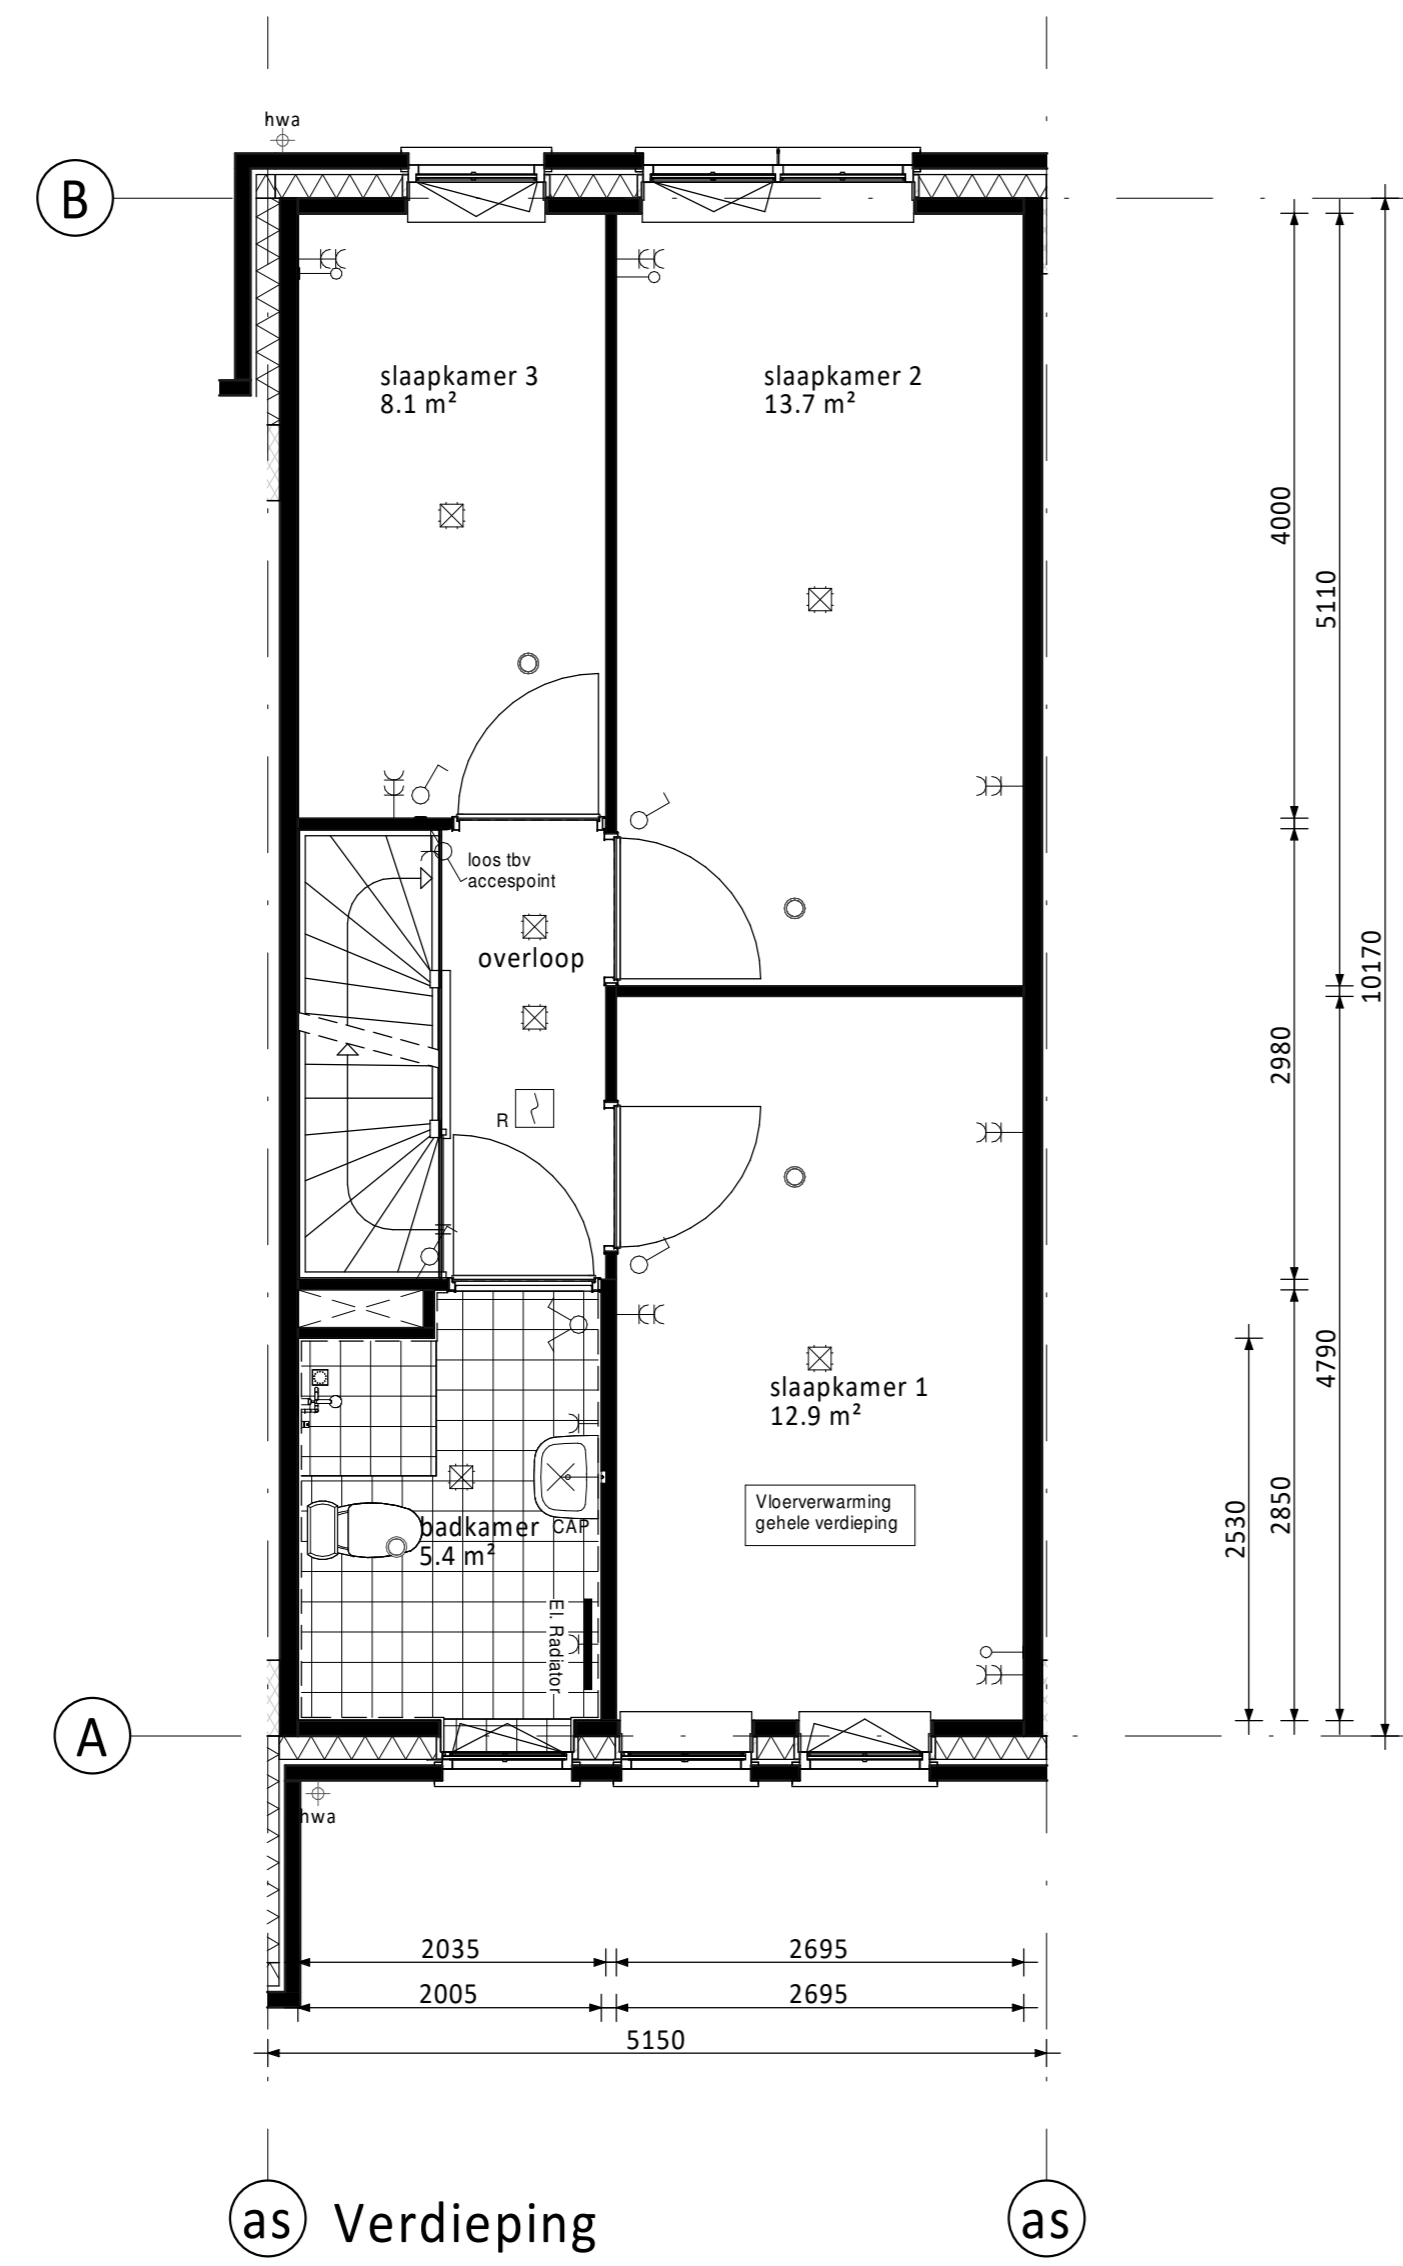 hwa
B
slaapkamer 3
8.1 m²
slaapkamer 2
13.7 m²
4000
5110
loos tbv
accespoint
overloop
10170
2980
R
slaapkamer 1
12.9 m²
4790
2850
2530
Vloerverwarming
gehele verdieping
badkamer
5.4 m²
CAP
El. Radiator
A
hwa
2035
2695
2005
2695
5150
as
Verdieping
as